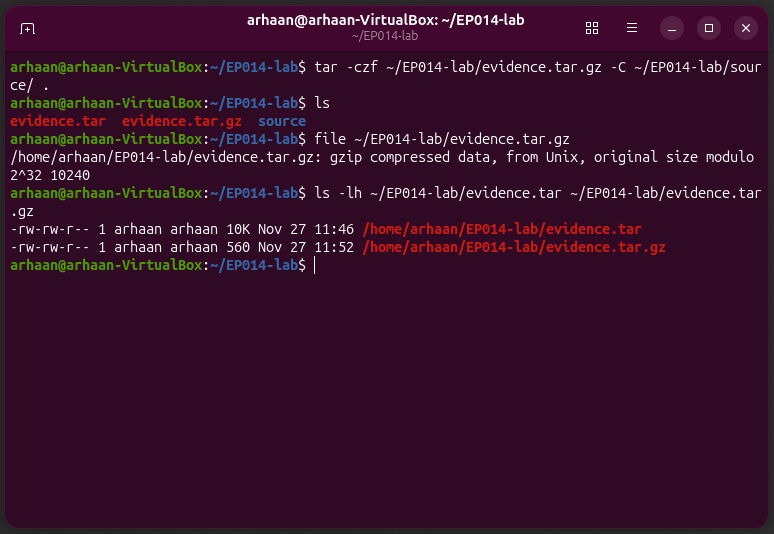 arhaan@arhaan-VirtualBox: ~/EP014-lab
~/EP014-lab
arhaan@arhaan-VirtualBox:~/EP014-lab$ tar -czf ~/EP014-lab/evidence.tar.gz -C ~/EP014-lab/sour
ce/ .
arhaan@arhaan-VirtualBox:~/EP014-lab$ ls
evidence.tar  evidence.tar.gz  source
arhaan@arhaan-VirtualBox:~/EP014-lab$ file ~/EP014-lab/evidence.tar.gz
/home/arhaan/EP014-lab/evidence.tar.gz: gzip compressed data, from Unix, original size modulo
2^32 10240
arhaan@arhaan-VirtualBox:~/EP014-lab$ ls -lh ~/EP014-lab/evidence.tar ~/EP014-lab/evidence.tar
.gz
-rw-rw-r-- 1 arhaan arhaan 10K Nov 27 11:46 /home/arhaan/EP014-lab/evidence.tar
-rw-rw-r-- 1 arhaan arhaan 560 Nov 27 11:52 /home/arhaan/EP014-lab/evidence.tar.gz
arhaan@arhaan-VirtualBox:~/EP014-lab$